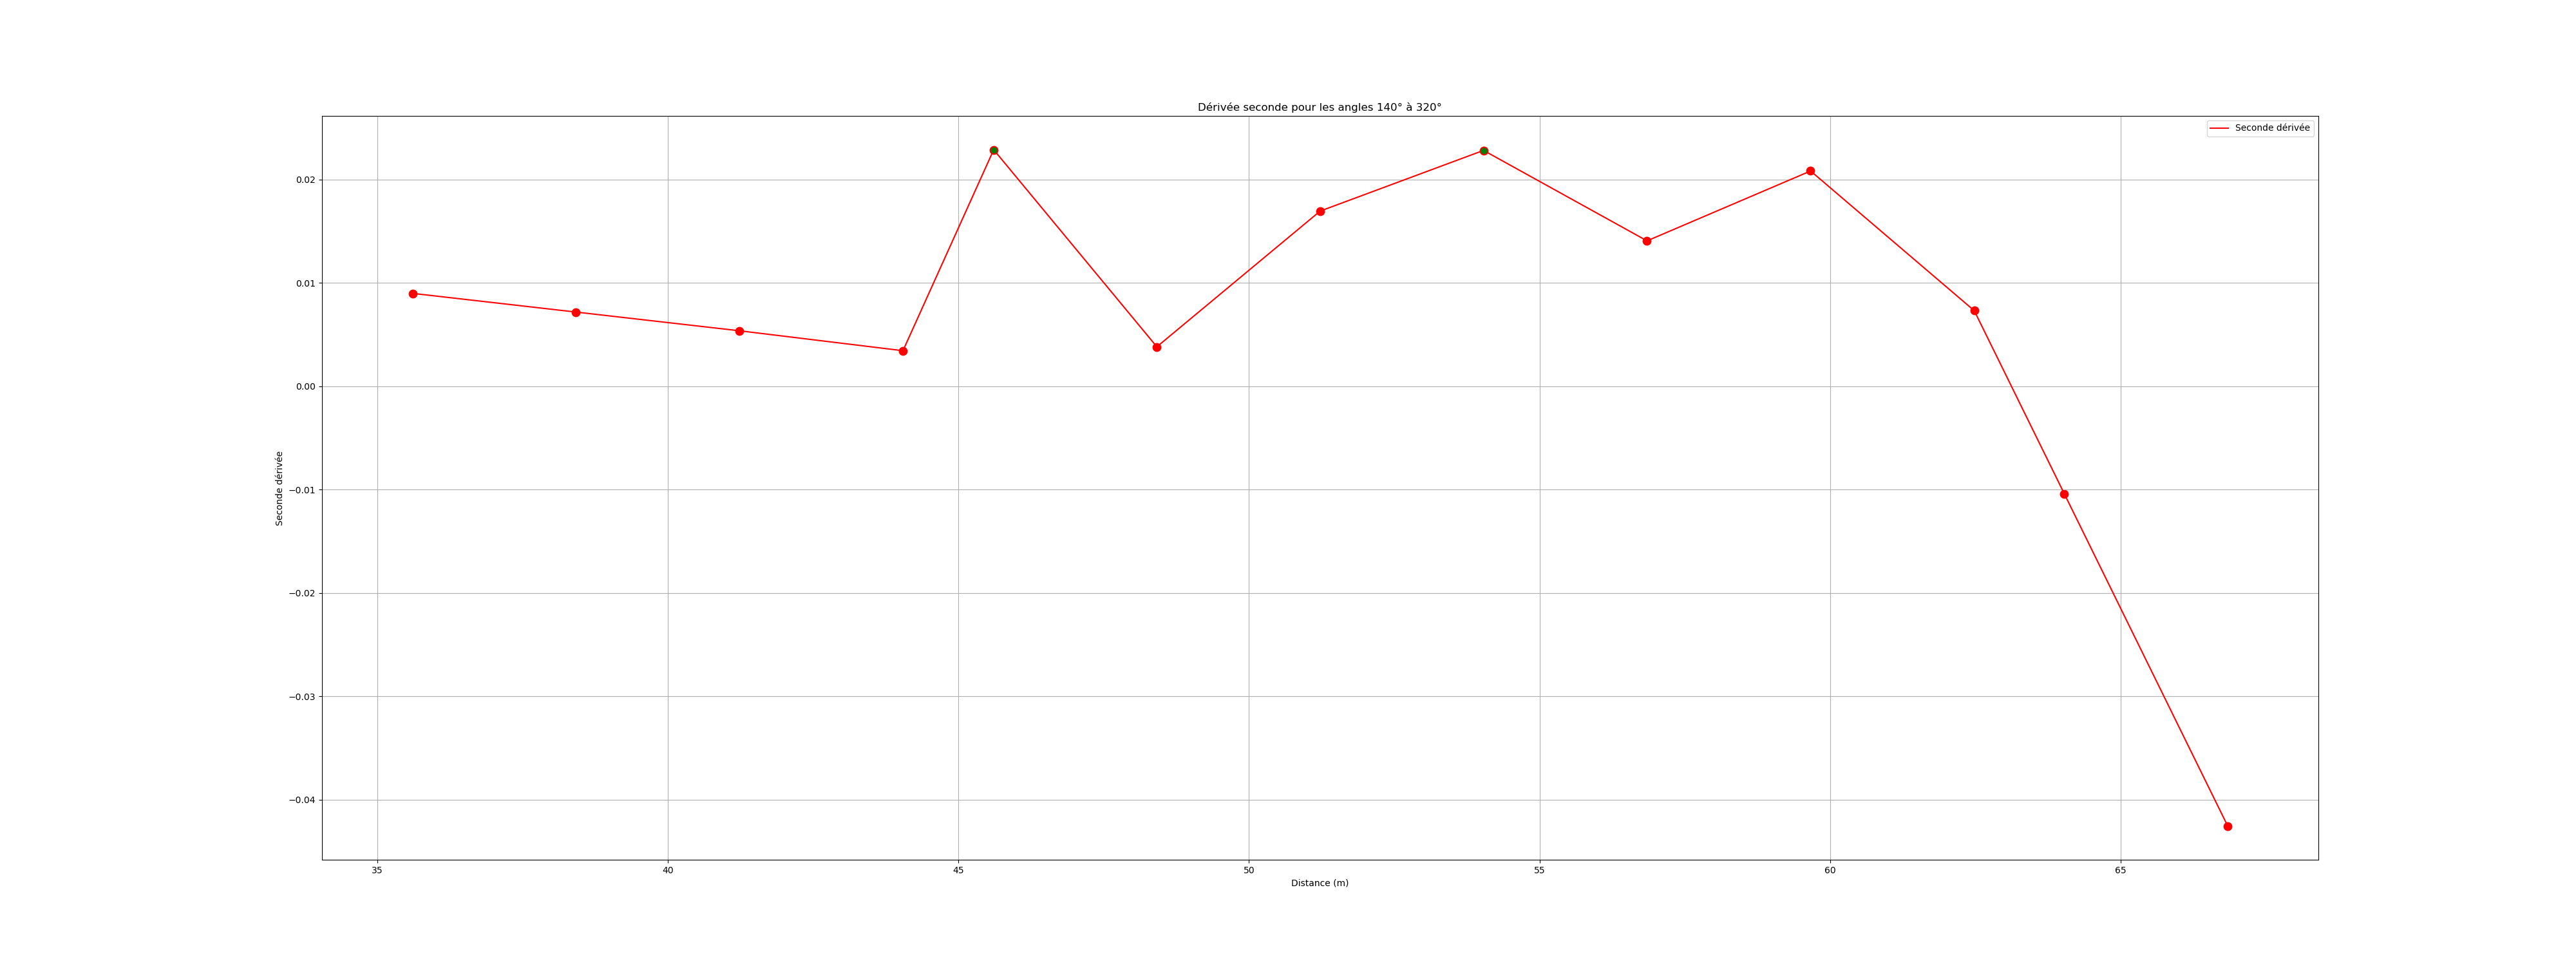 Dérivée seconde pour les angles 140° à 320°
Seconde dérivée
0.02
0.01
0.00
−0.01
−0.02
−0.03
−0.04
Seconde dérivée
35 40 45 50 55 60 65
Distance (m)